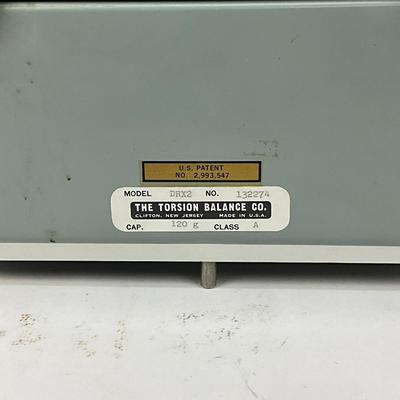 U.S. PATENT
NO. 2,993,547
MODEL DRX2 NO. 132274
THE TORSION BALANCE CO.
CLIFTON, NEW JERSEY MADE IN U.S.A.
CAP. 120 g CLASS A